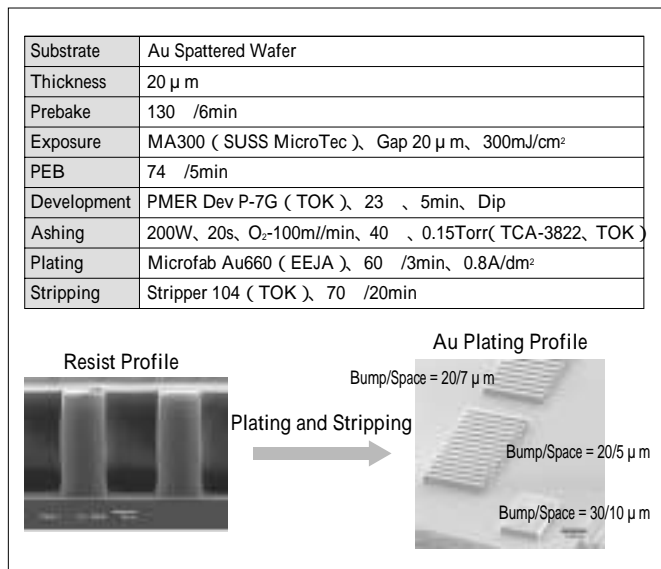 Substrate Au Spattered Wafer
Thickness 20 μ m
Prebake 130 /6min
Exposure MA300（SUSS MicroTec）、Gap 20 μ m、300mJ/cm²
PEB 74 /5min
Development PMER Dev P-7G（TOK）、23 、5min、Dip
Ashing 200W、20s、O₂-100ml/min、40 、0.15Torr（TCA-3822、TOK）
Plating Microfab Au660（EEJA）、60 /3min、0.8A/dm²
Stripping Stripper 104（TOK）、70 /20min
Au Plating Profile
Resist Profile
Bump/Space = 20/7 μ m
Plating and Stripping
Bump/Space = 20/5 μ m
Bump/Space = 30/10 μ m